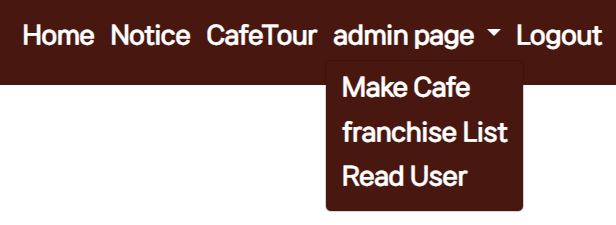 Home Notice CafeTour admin page Logout
Make Cafe
franchise List
Read User